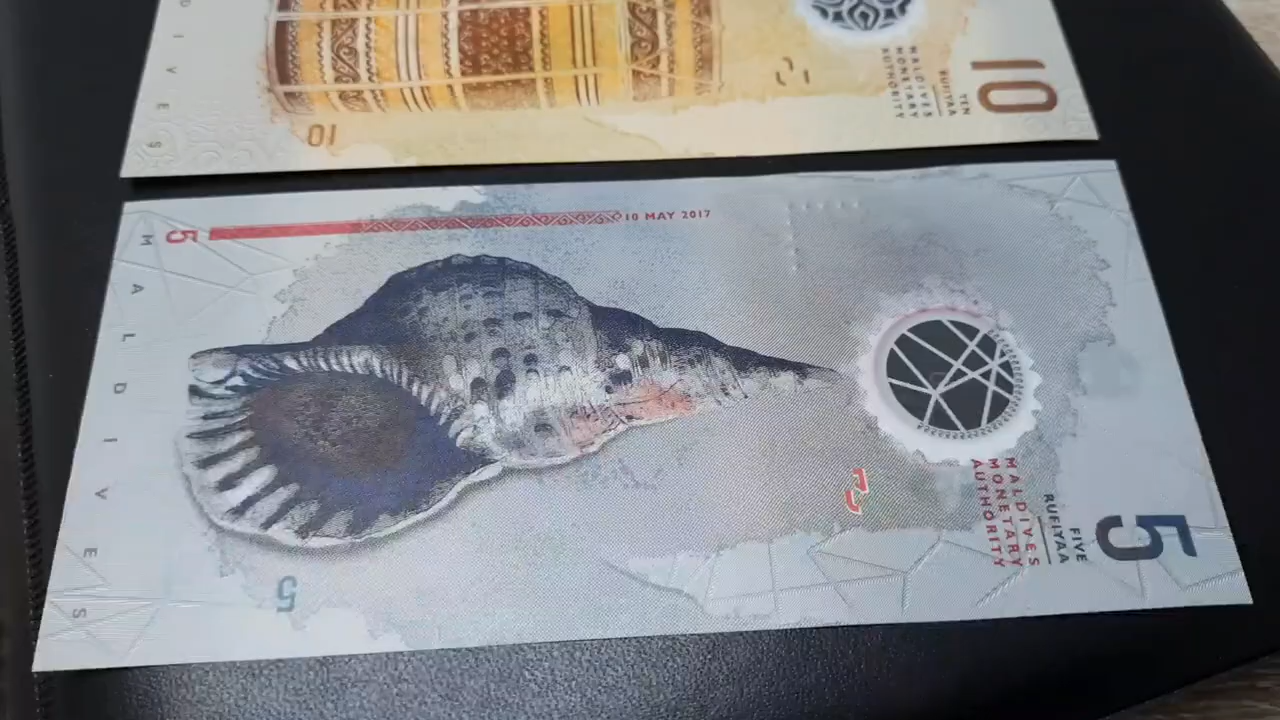 DIVES
10
MALDIVES
MONETARY
AUTHORITY
TEN
RUFIYAA
10
MALDIVES
5
10 MAY 2017
5
MALDIVES
MONETARY
AUTHORITY
FIVE
RUFIYAA
5